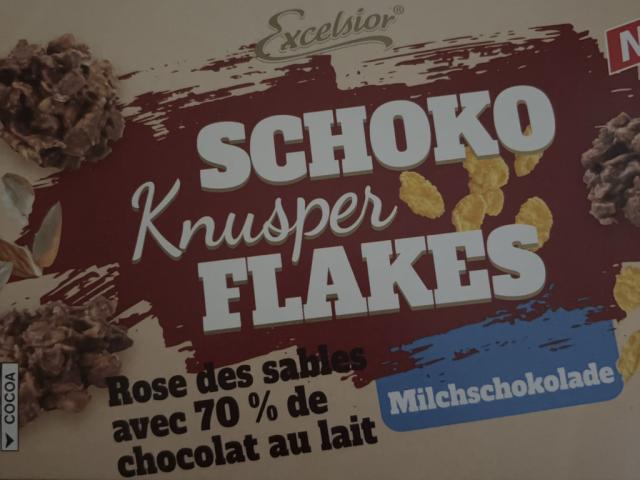 Excelsior®
SCHOKO
Knusper
FLAKES
Rose des sables
avec 70 % de
chocolat au lait
Milchschokolade
COCOA